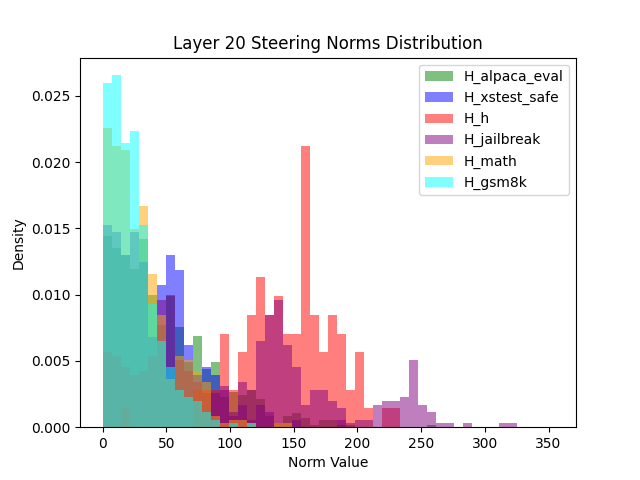 Layer 20 Steering Norms Distribution
H_alpaca_eval
H_xstest_safe
H_h
H_jailbreak
H_math
H_gsm8k
0.025
0.020
0.015
0.010
0.005
0.000
Density
0 50 100 150 200 250 300 350
Norm Value